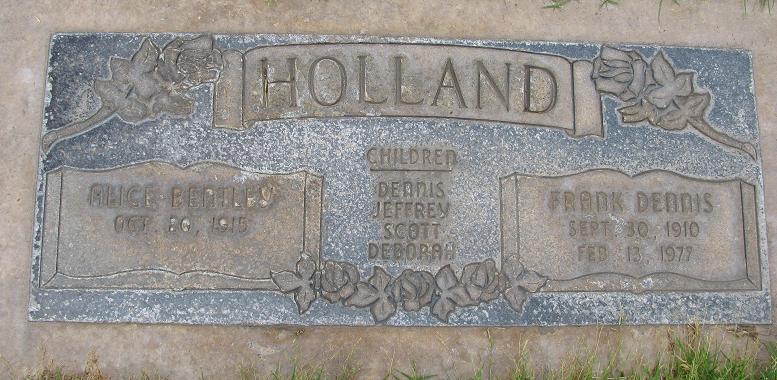 HOLLAND
CHILDREN
DENNIS
JEFFREY
SCOTT
DEBORAH
ALICE BENTLEY
OCT. 20, 1915
FRANK DENNIS
SEPT. 30, 1910
FEB 13, 1977